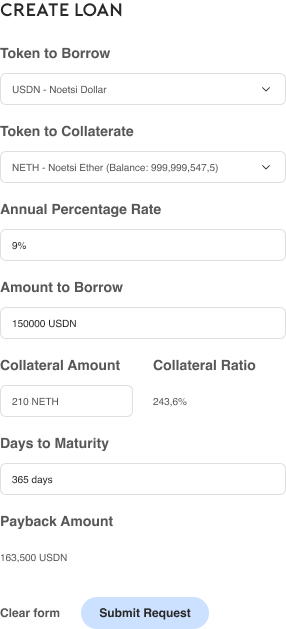 CREATE LOAN
Token to Borrow
USDN - Noetsi Dollar
Token to Collaterate
NETH - Noetsi Ether (Balance: 999,999,547,5)
Annual Percentage Rate
9%
Amount to Borrow
150000 USDN
Collateral Amount
Collateral Ratio
210 NETH
243,6%
Days to Maturity
365 days
Payback Amount
163,500 USDN
Clear form
Submit Request